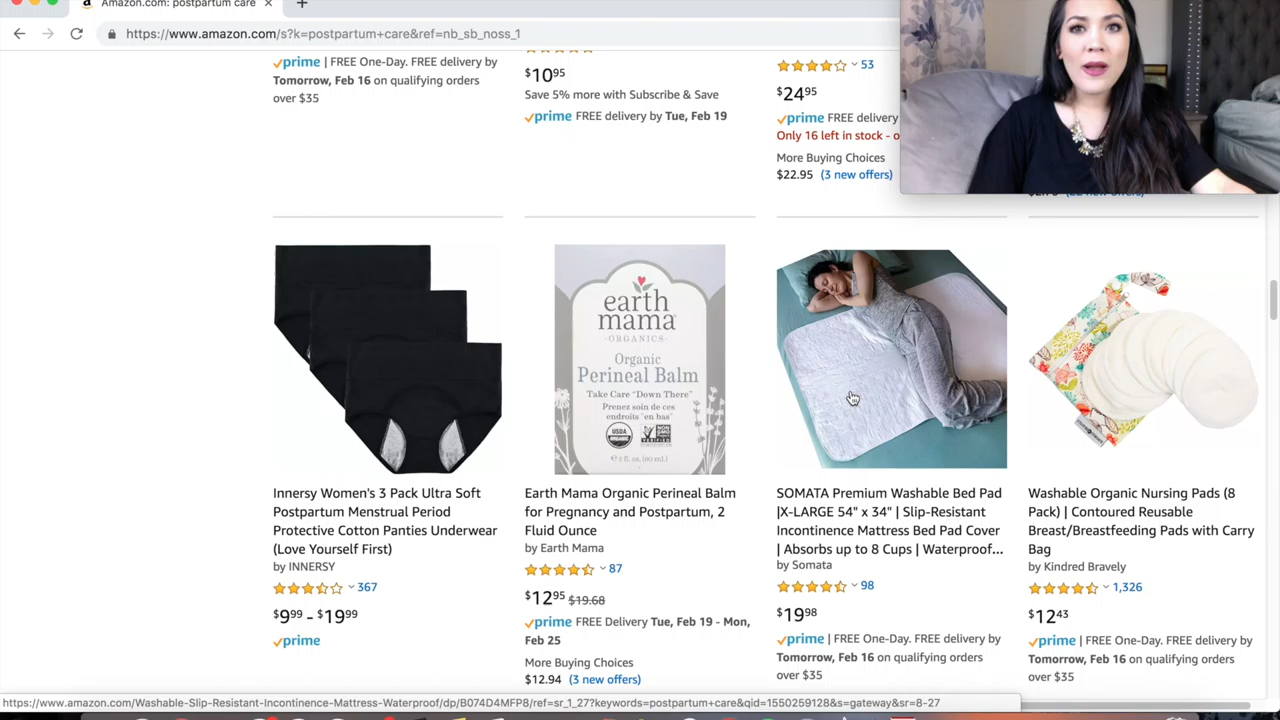 Amazon.com: postpartum care
https://www.amazon.com/s?k=postpartum+care&ref=nb_sb_noss_1
prime | FREE One-Day. FREE delivery by
Tomorrow, Feb 16 on qualifying orders
over $35
$10.95
Save 5% more with Subscribe & Save
prime FREE delivery by Tue, Feb 19
53
$24.95
prime FREE delivery
Only 16 left in stock - o
More Buying Choices
$22.95 (3 new offers)
earth
mama
ORGANICS
Organic
Perineal Balm
Take Care "Down There"
Prenez soin de ces
endroits "en bas"
USDA
ORGANIC
NON
GMO
VERIFIED
2 fl. oz. (60 mL)
Innersy Women's 3 Pack Ultra Soft
Postpartum Menstrual Period
Protective Cotton Panties Underwear
(Love Yourself First)
by INNERSY
367
$9.99 - $19.99
prime
Earth Mama Organic Perineal Balm
for Pregnancy and Postpartum, 2
Fluid Ounce
by Earth Mama
87
$12.95 $19.68
prime FREE Delivery Tue, Feb 19 - Mon,
Feb 25
More Buying Choices
$12.94 (3 new offers)
SOMATA Premium Washable Bed Pad
|X-LARGE 54" x 34" | Slip-Resistant
Incontinence Mattress Bed Pad Cover
| Absorbs up to 8 Cups | Waterproof...
by Somata
98
$19.98
prime | FREE One-Day. FREE delivery by
Tomorrow, Feb 16 on qualifying orders
over $35
Washable Organic Nursing Pads (8
Pack) | Contoured Reusable
Breast/Breastfeeding Pads with Carry
Bag
by Kindred Bravely
1,326
$12.43
prime | FREE One-Day. FREE delivery by
Tomorrow, Feb 16 on qualifying orders
over $35
https://www.amazon.com/Washable-Slip-Resistant-Incontinence-Mattress-Waterproof/dp/B074D4MFP8/ref=sr_1_27?keywords=postpartum+care&qid=1550259128&s=gateway&sr=8-27